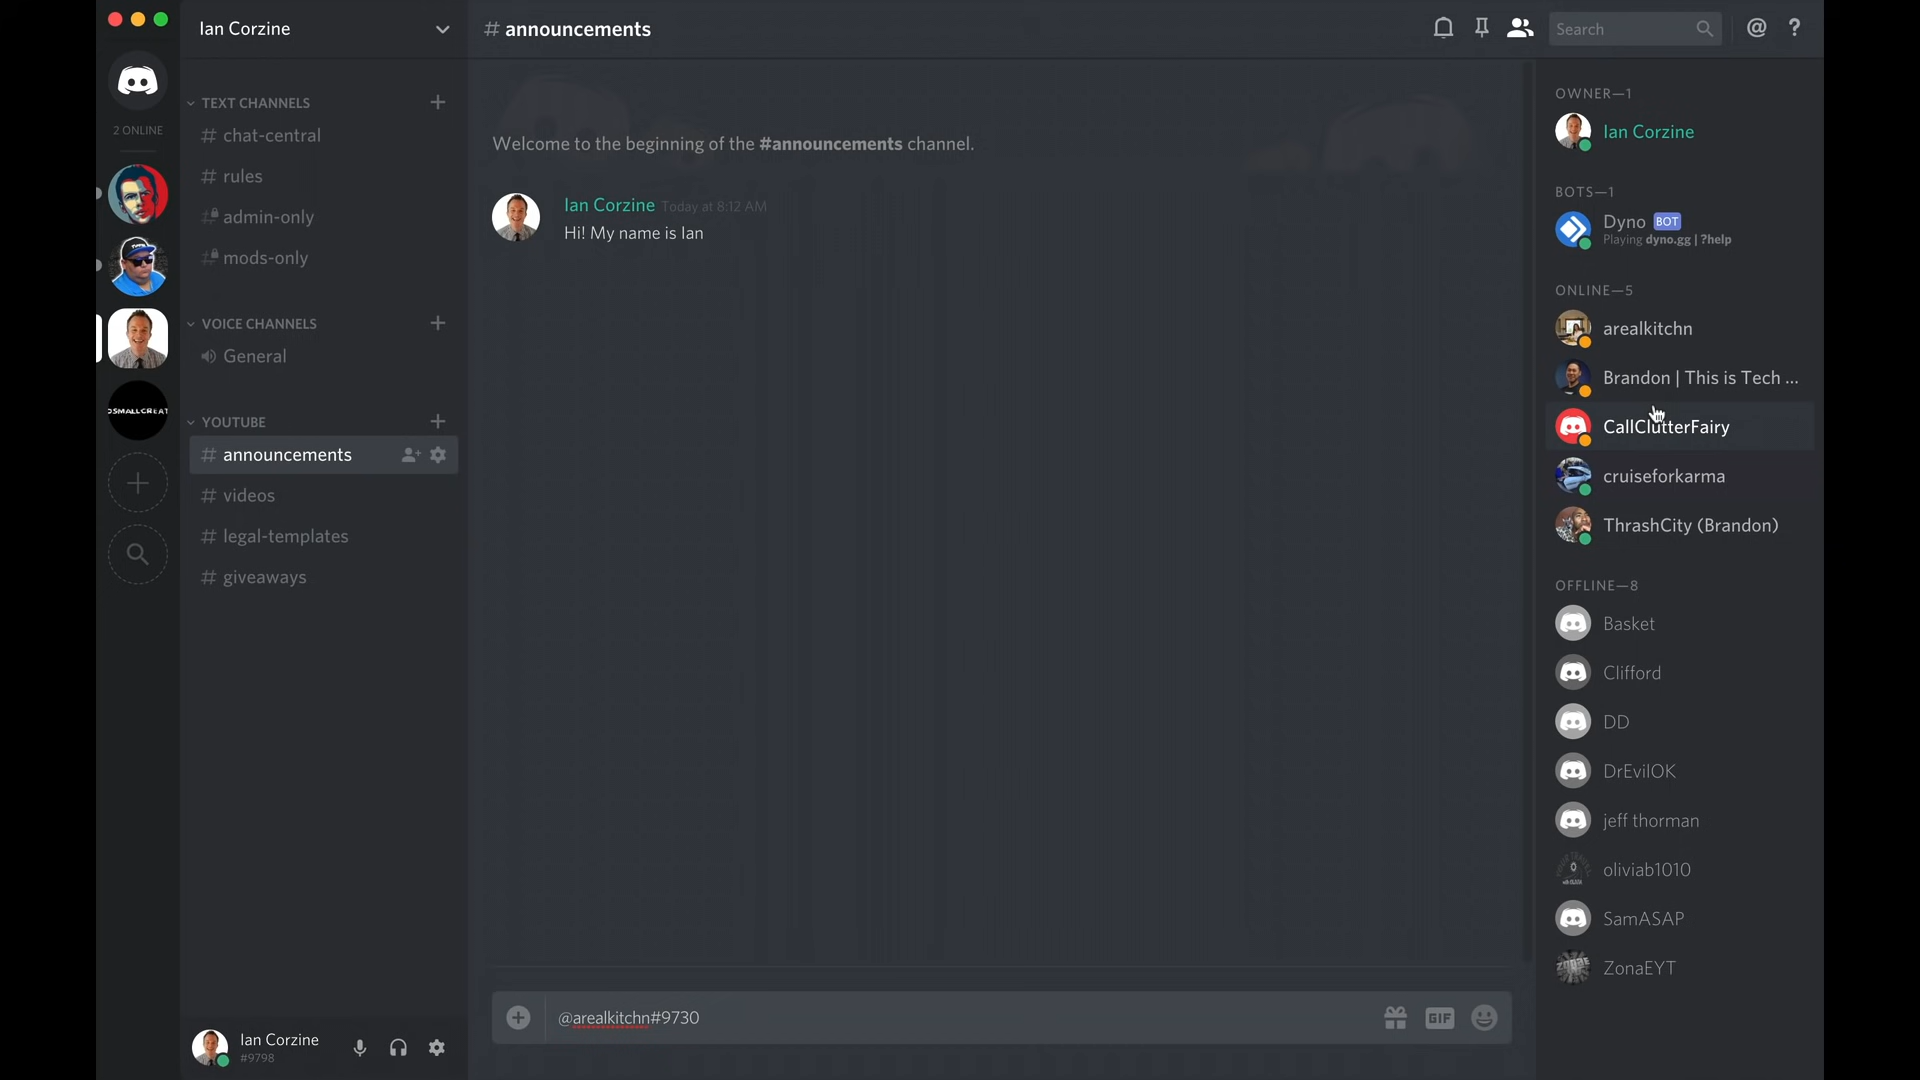 Ian Corzine
2 ONLINE
TEXT CHANNELS
# chat-central
# rules
# admin-only
# mods-only
VOICE CHANNELS
General
YOUTUBE
# announcements
# videos
# legal-templates
# giveaways
Ian Corzine
#9798
# announcements
Search
@ ?
Welcome to the beginning of the #announcements channel.
Ian Corzine Today at 8:12 AM
Hi! My name is Ian
@arealkitchn#9730
GIF
OWNER—1
Ian Corzine
BOTS—1
Dyno BOT
Playing dyno.gg | ?help
ONLINE—5
arealkitchn
Brandon | This is Tech ...
CallClutterFairy
cruiseforkarma
ThrashCity (Brandon)
OFFLINE—8
Basket
Clifford
DD
DrEvilOK
jeff thorman
oliviab1010
SamASAP
ZonaEYT